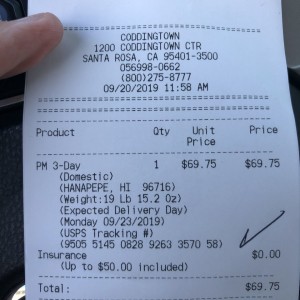 CODDINGTOWN
1200 CODDINGTOWN CTR
SANTA ROSA, CA 95401-3500
056998-0662
(800)275-8777
09/20/2019 11:58 AM
Product Qty Unit Price
Price
PM 3-Day 1 $69.75 $69.75
(Domestic)
(HANAPEPE, HI 96716)
(Weight:19 Lb 15.2 Oz)
(Expected Delivery Day)
(Monday 09/23/2019)
(USPS Tracking #)
(9505 5145 0828 9263 3570 58)
Insurance $0.00
(Up to $50.00 included)
Total: $69.75